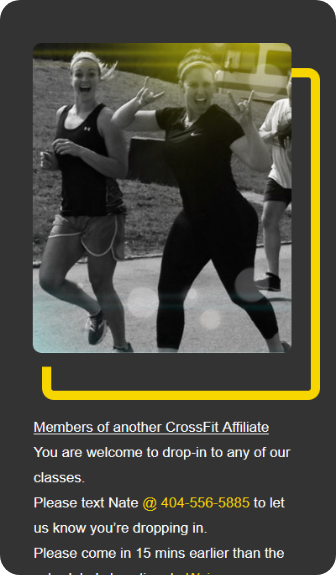 Members of another CrossFit Affiliate
You are welcome to drop-in to any of our
classes.
Please text Nate @ 404-556-5885 to let
us know you're dropping in.
Please come in 15 mins earlier than the